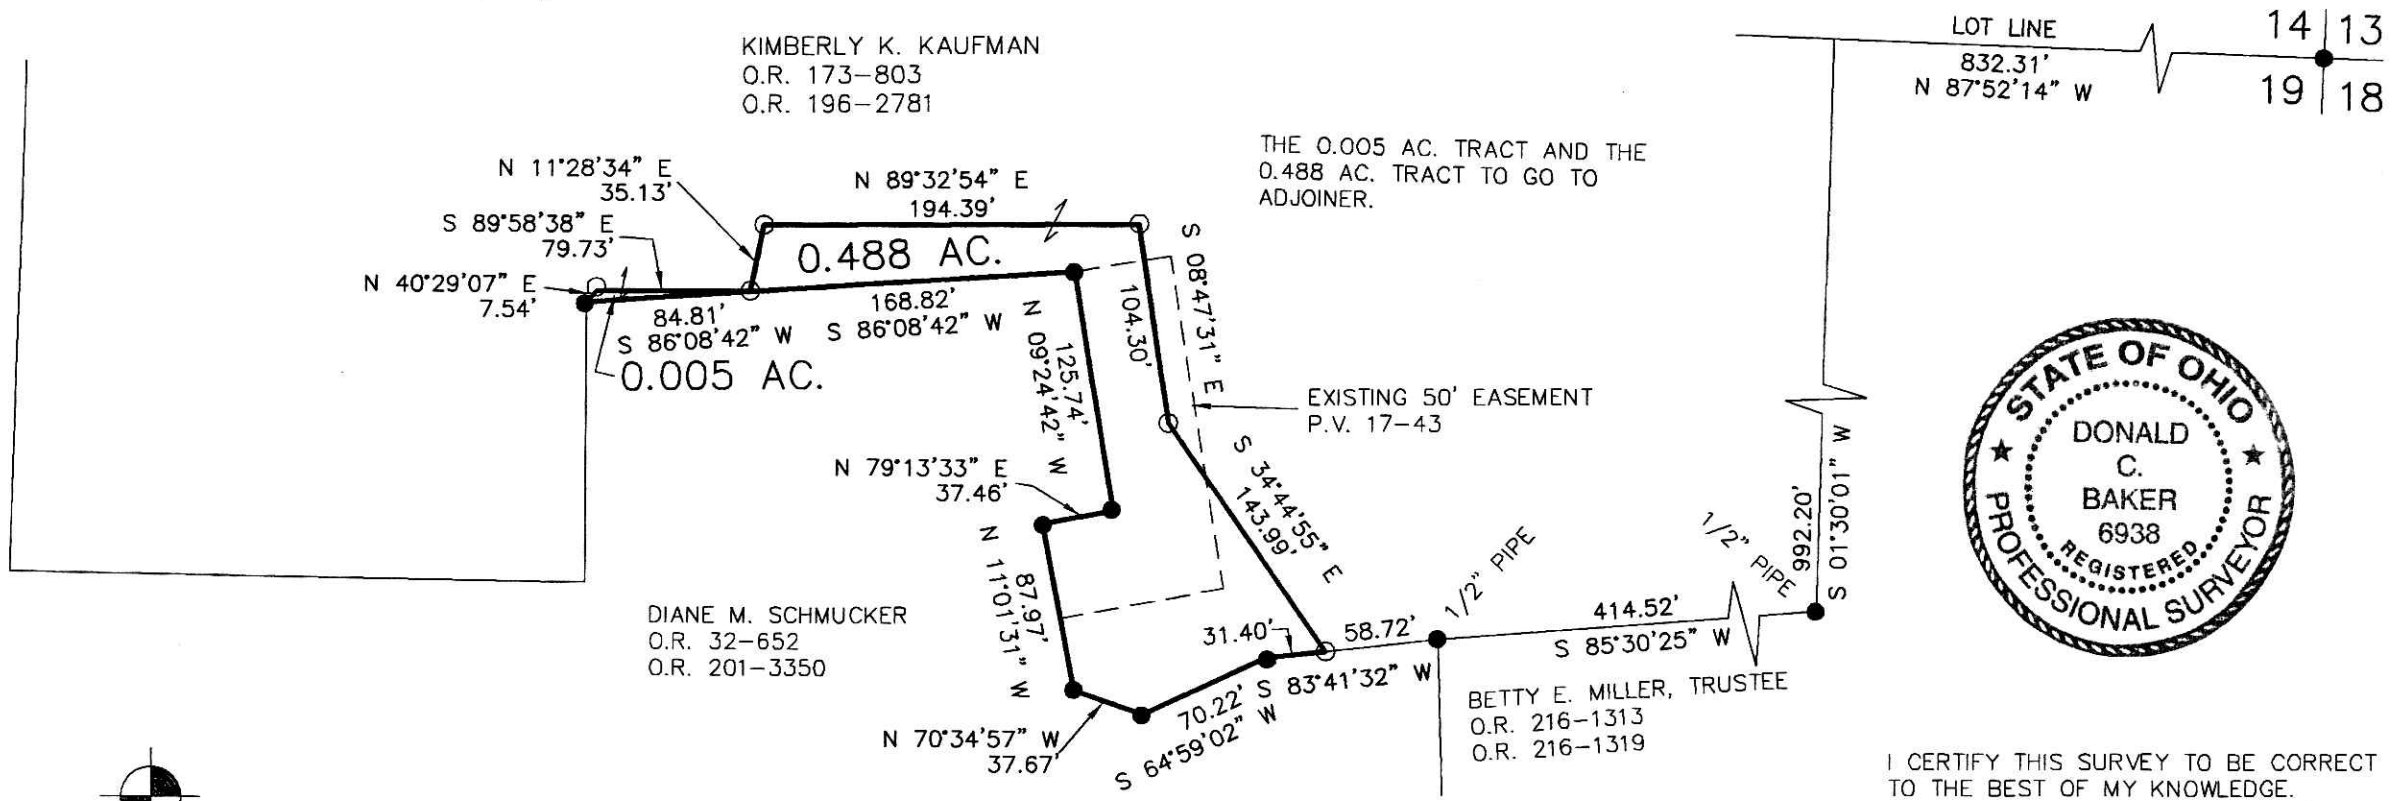 KIMBERLY K. KAUFMAN
O.R. 173-803
O.R. 196-2781
LOT LINE
832.31'
N 87°52'14" W
14 13
19 18
THE 0.005 AC. TRACT AND THE
0.488 AC. TRACT TO GO TO
ADJOINER.
N 11°28'34" E
35.13'
N 89°32'54" E
194.39'
S 89°58'38" E
79.73'
0.488 AC.
N 40°29'07" E
7.54'
84.81'
S 86°08'42" W
168.82'
S 86°08'42" W
0.005 AC.
S 08°47'31" E
104.30'
125.74'
N 09°24'42" W
EXISTING 50' EASEMENT
P.V. 17-43
N 79°13'33" E
37.46'
S 34°44'55" E
143.99'
87.97'
N 11°01'31" W
1/2" PIPE
1/2" PIPE
992.20'
S 01°30'01" W
STATE OF OHIO
DONALD
C.
BAKER
6938
REGISTERED
PROFESSIONAL SURVEYOR
DIANE M. SCHMUCKER
O.R. 32-652
O.R. 201-3350
31.40'
58.72'
S 83°41'32" W
414.52'
S 85°30'25" W
70.22'
S 64°59'02" W
N 70°34'57" W
37.67'
BETTY E. MILLER, TRUSTEE
O.R. 216-1313
O.R. 216-1319
I CERTIFY THIS SURVEY TO BE CORRECT
TO THE BEST OF MY KNOWLEDGE.